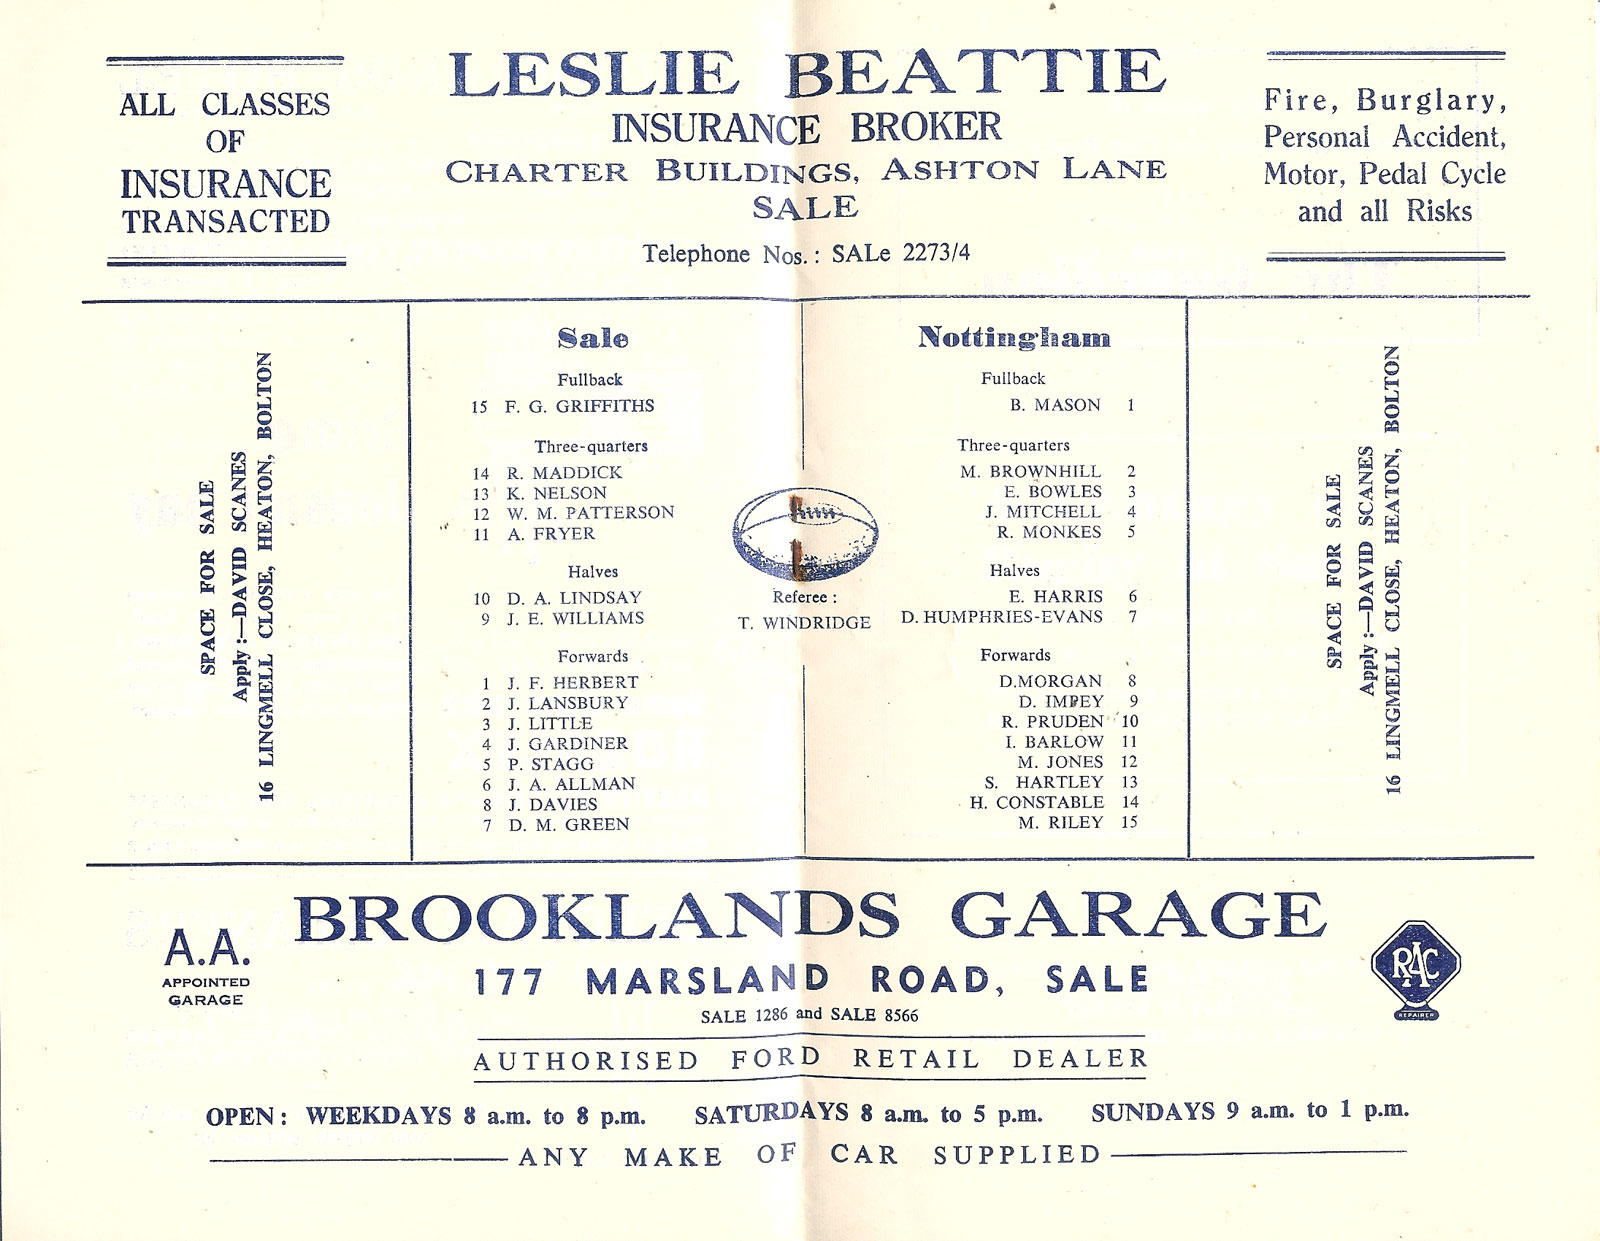 ALL CLASSES
OF
INSURANCE
TRANSACTED
LESLIE BEATTIE
INSURANCE BROKER
CHARTER BUILDINGS, ASHTON LANE
SALE
Telephone Nos.: SALe 2273/4
Fire, Burglary,
Personal Accident,
Motor, Pedal Cycle
and all Risks
SPACE FOR SALE
Apply :—DAVID SCANES
16 LINGMELL CLOSE, HEATON, BOLTON
Sale
Fullback
15 F. G. GRIFFITHS
Three-quarters
14 R. MADDICK
13 K. NELSON
12 W. M. PATTERSON
11 A. FRYER
Halves
10 D. A. LINDSAY
9 J. E. WILLIAMS
Forwards
1 J. F. HERBERT
2 J. LANSBURY
3 J. LITTLE
4 J. GARDINER
5 P. STAGG
6 J. A. ALLMAN
8 J. DAVIES
7 D. M. GREEN
Referee :
T. WINDRIDGE
Nottingham
Fullback
B. MASON 1
Three-quarters
M. BROWNHILL 2
E. BOWLES 3
J. MITCHELL 4
R. MONKES 5
Halves
E. HARRIS 6
D. HUMPHRIES-EVANS 7
Forwards
D.MORGAN 8
D. IMPEY 9
R. PRUDEN 10
I. BARLOW 11
M. JONES 12
S. HARTLEY 13
H. CONSTABLE 14
M. RILEY 15
SPACE FOR SALE
Apply :—DAVID SCANES
16 LINGMELL CLOSE, HEATON, BOLTON
A.A.
APPOINTED
GARAGE
BROOKLANDS GARAGE
177 MARSLAND ROAD, SALE
SALE 1286 and SALE 8566
RAC
REPAIRER
AUTHORISED FORD RETAIL DEALER
OPEN: WEEKDAYS 8 a.m. to 8 p.m. SATURDAYS 8 a.m. to 5 p.m. SUNDAYS 9 a.m. to 1 p.m.
ANY MAKE OF CAR SUPPLIED